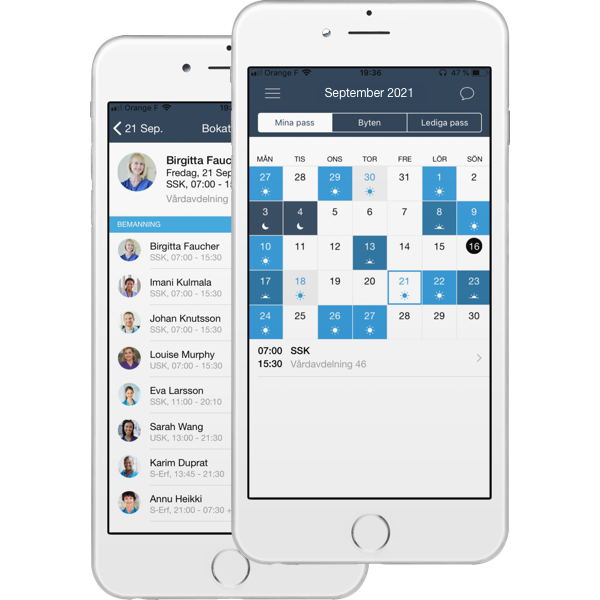 Orange F
21 Sep.
Bokat
Birgitta Fauc
Fredag, 21 Sep
SSK, 07:00 - 1
Vårdavdelning
BEMANNING
Birgitta Faucher
SSK, 07:00 - 15:30
Imani Kulmala
SSK, 07:00 - 15:30
Johan Knutsson
SSK, 07:00 - 15:30
Louise Murphy
USK, 07:00 - 15:30
Eva Larsson
SSK, 11:00 - 20:10
Sarah Wang
USK, 13:00 - 21:30
Karim Duprat
S-Erf, 13:45 - 21:30
Annu Heikki
S-Erf, 21:00 - 07:30 +
Orange F 19:36 47 %
September 2021
Mina pass Byten Lediga pass
MÅN TIS ONS TOR FRE LÖR SÖN
27 28 29 30 31 1 2
3 4 5 6 7 8 9
10 11 12 13 14 15 16
17 18 19 20 21 22 23
24 25 26 27 28 29 30
07:00 SSK
15:30 Vårdavdelning 46